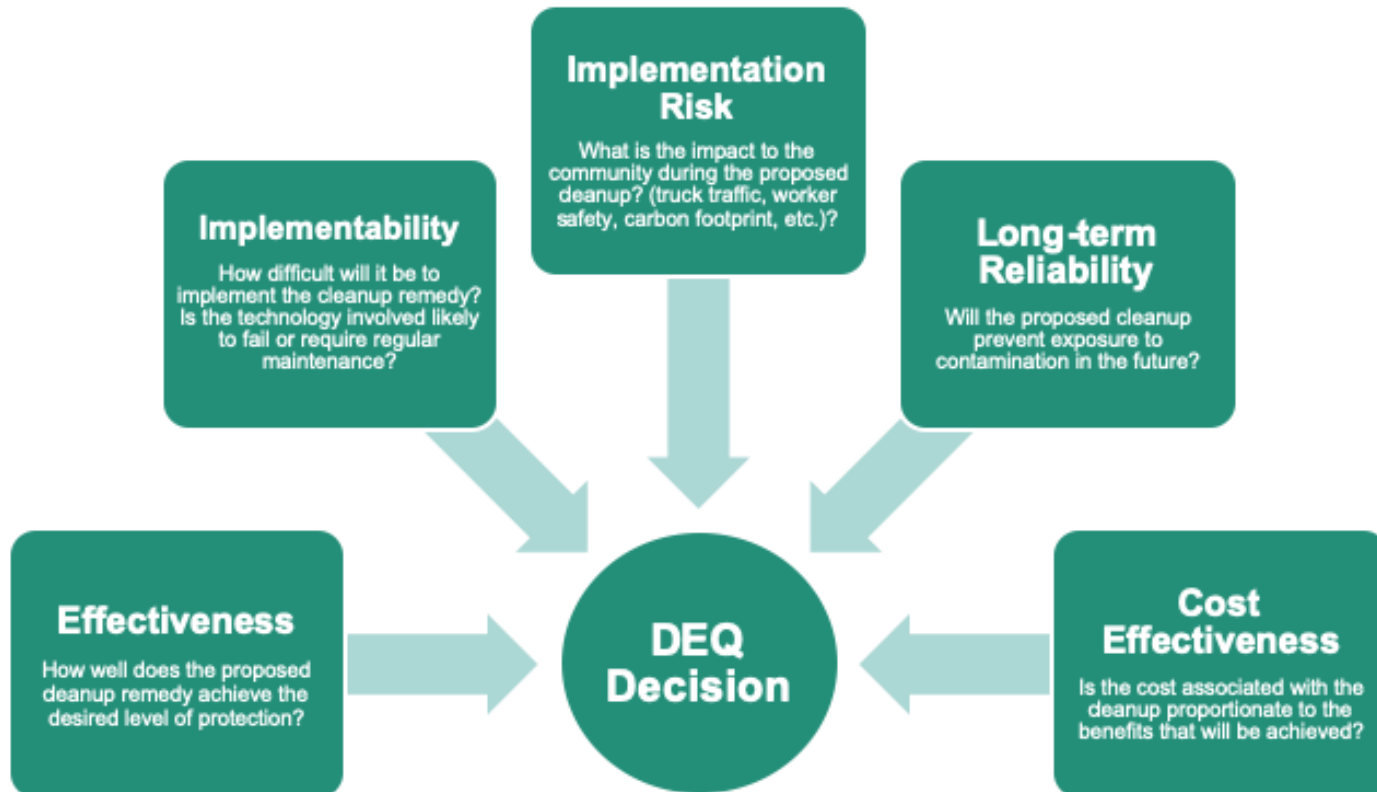 Implementation
Risk
What is the impact to the
community during the proposed
cleanup? (truck traffic, worker
safety, carbon footprint, etc.)?
Implementability
How difficult will it be to
implement the cleanup remedy?
Is the technology involved likely
to fail or require regular
maintenance?
Long-term
Reliability
Will the proposed cleanup
prevent exposure to
contamination in the future?
Effectiveness
How well does the proposed
cleanup remedy achieve the
desired level of protection?
DEQ
Decision
Cost
Effectiveness
Is the cost associated with the
cleanup proportionate to the
benefits that will be achieved?